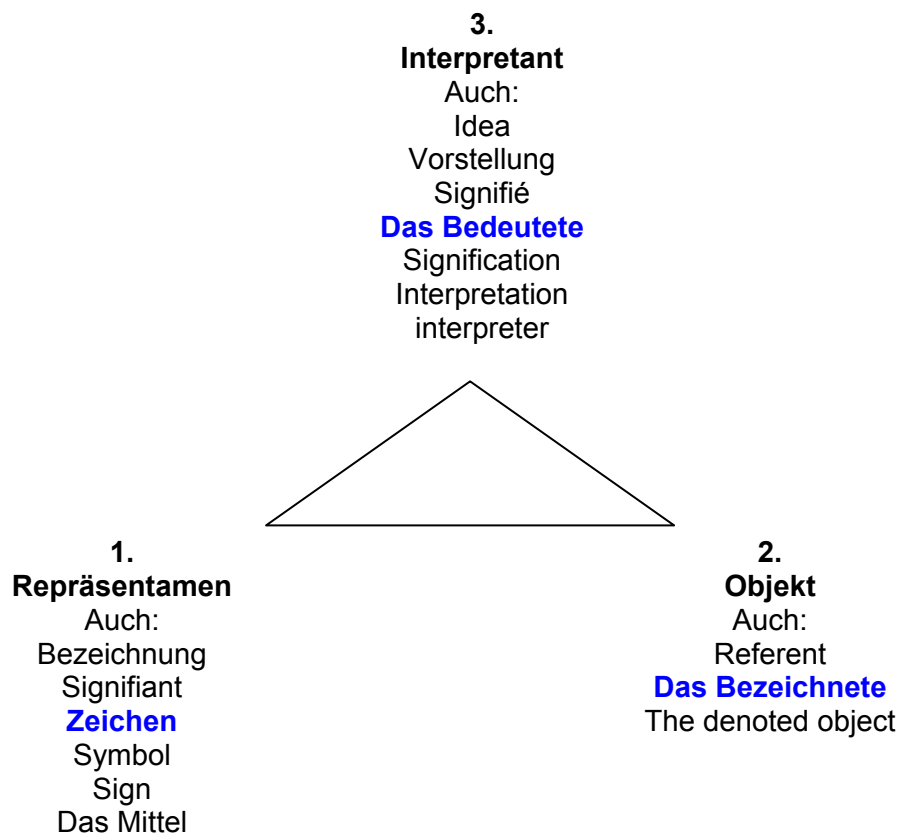 3.
Interpretant
Auch:
Idea
Vorstellung
Signifié
Das Bedeutete
Signification
Interpretation
interpreter
1.
Repräsentamen
Auch:
Bezeichnung
Signifiant
Zeichen
Symbol
Sign
Das Mittel
2.
Objekt
Auch:
Referent
Das Bezeichnete
The denoted object